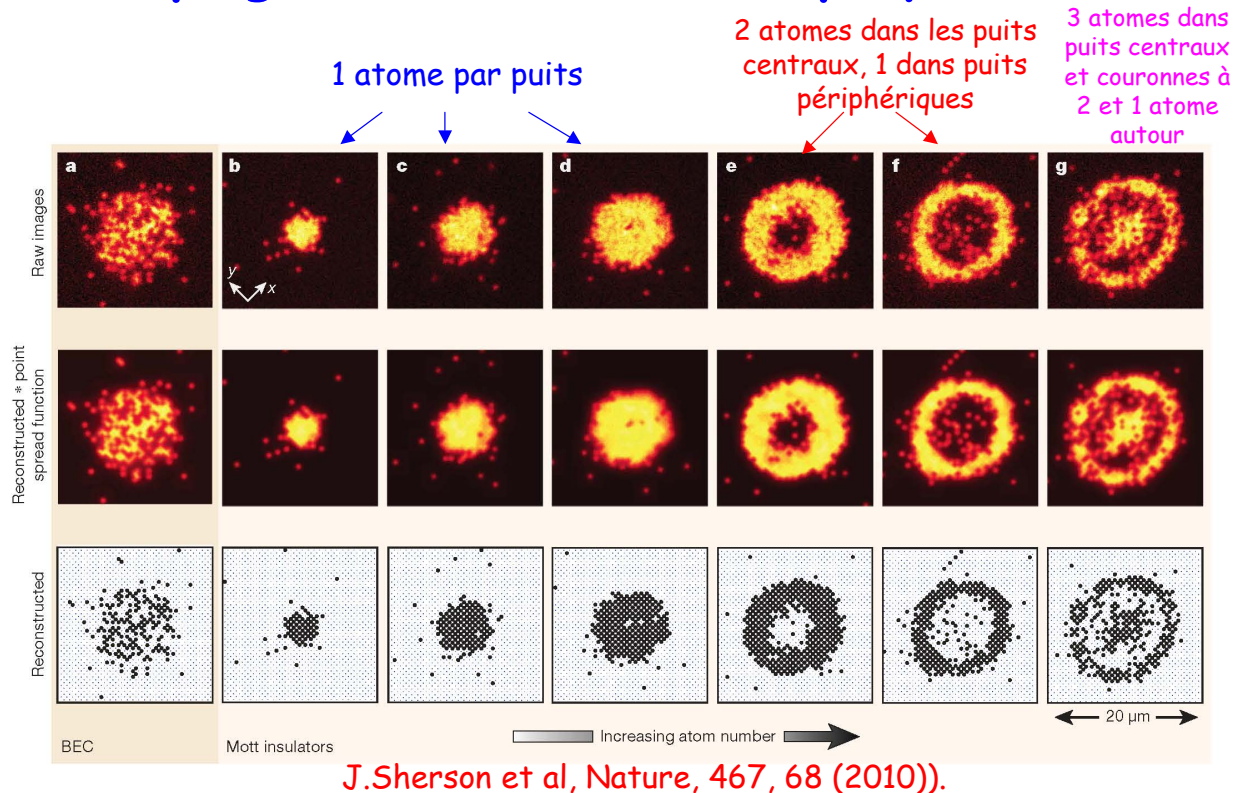 3 atomes dans
puits centraux
et couronnes à
2 et 1 atome
autour
2 atomes dans les puits
centraux, 1 dans puits
périphériques
1 atome par puits
a
b
c
d
e
f
g
Raw images
y
x
Reconstructed * point
spread function
Reconstructed
20 µm
BEC
Mott insulators
Increasing atom number
J.Sherson et al, Nature, 467, 68 (2010)).